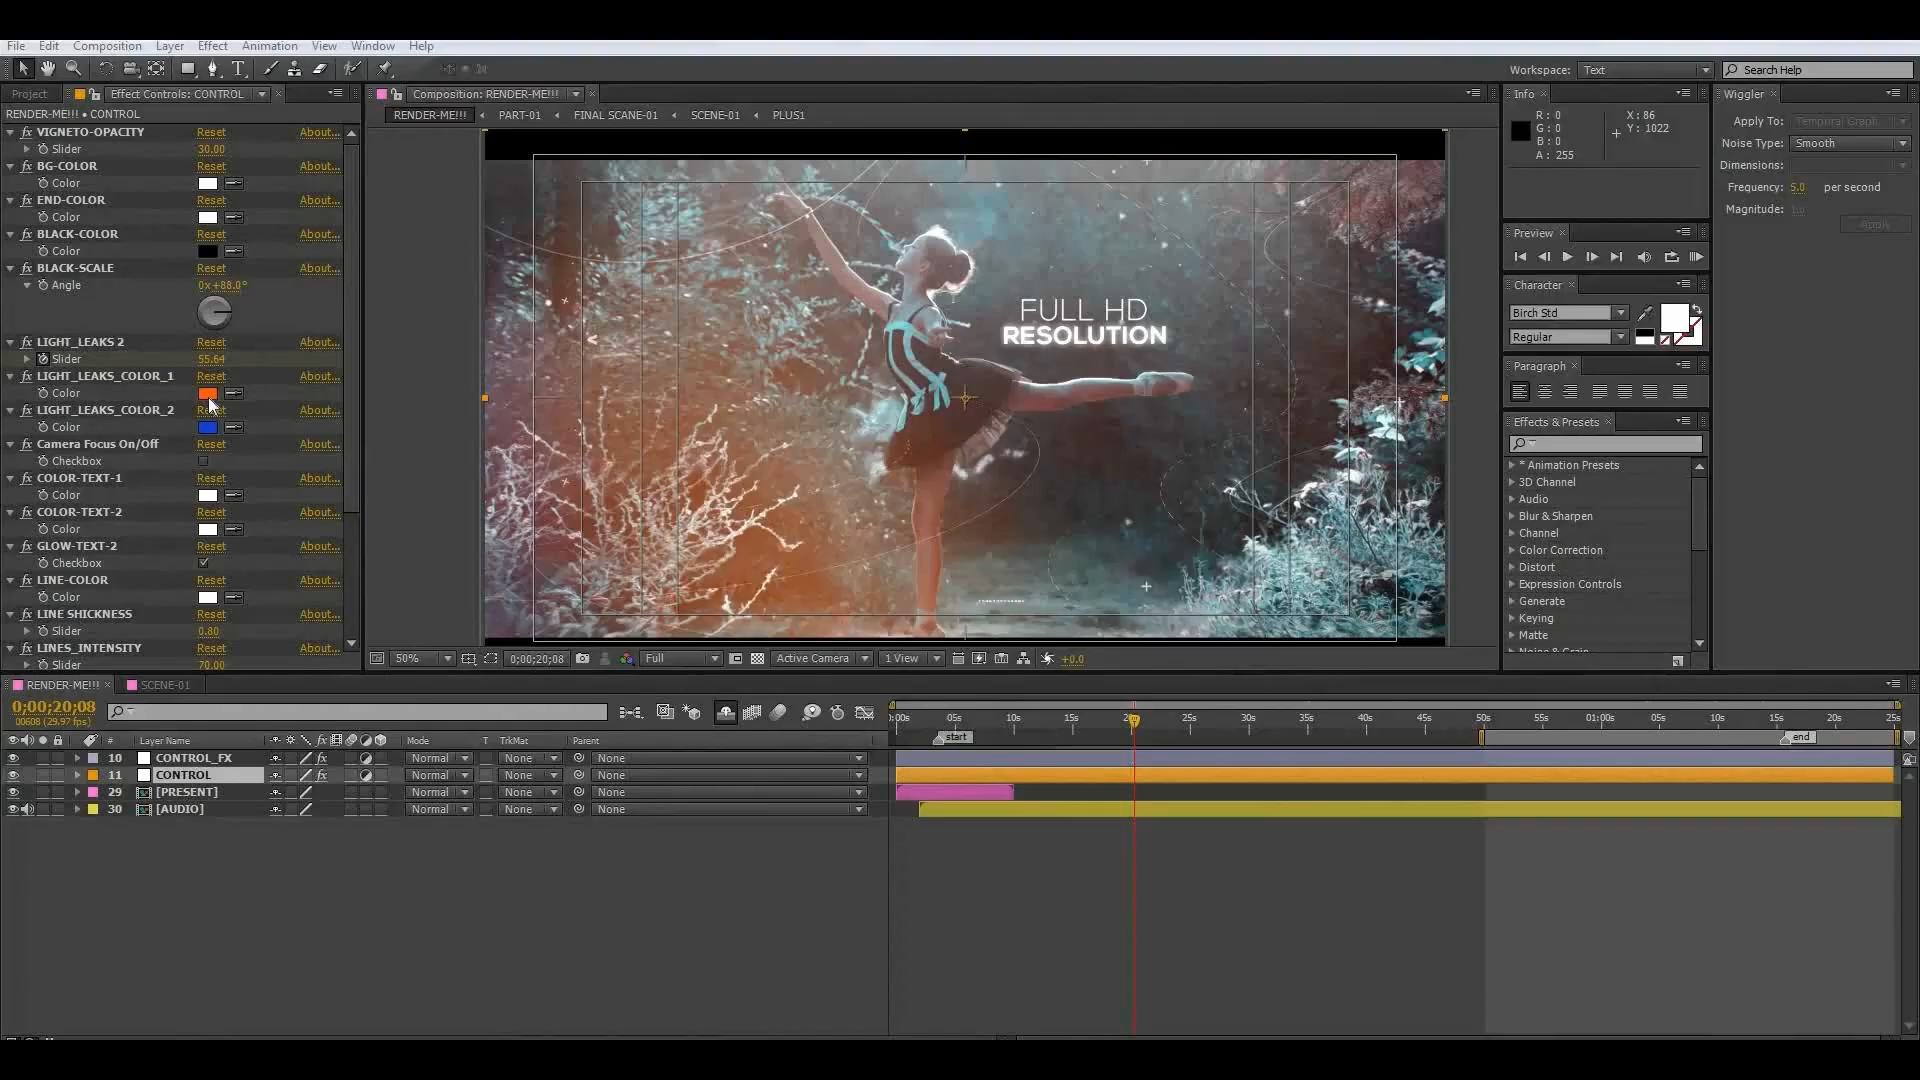 File Edit Composition Layer Effect Animation View Window Help
Workspace: Text Search Help
Project Effect Controls: CONTROL
RENDER-ME!!! • CONTROL
VIGNETO-OPACITY Reset About...
Slider 30.00
BG-COLOR Reset About...
Color
END-COLOR Reset About...
Color
BLACK-COLOR Reset About...
Color
BLACK-SCALE Reset About...
Angle 0x+88.0°
LIGHT_LEAKS 2 Reset About...
Slider 55.64
LIGHT_LEAKS_COLOR_1 Reset About...
Color
LIGHT_LEAKS_COLOR_2 Reset About...
Color
Camera Focus On/Off Reset About...
Checkbox
COLOR-TEXT-1 Reset About...
Color
COLOR-TEXT-2 Reset About...
Color
GLOW-TEXT-2 Reset About...
Checkbox
LINE-COLOR Reset About...
Color
LINE SHICKNESS Reset About...
Slider 0.80
LINES_INTENSITY Reset About...
Slider 70.00
Composition: RENDER-ME!!!
RENDER-ME!!! PART-01 FINAL SCANE-01 SCENE-01 PLUS1
FULL HD
RESOLUTION
50% 0;00;20;08 Full Active Camera 1 View +0.0
Info
R: 0 X: 86
G: 0 Y: 1022
B: 0
A: 255
Preview
Character
Birch Std
Regular
Paragraph
Effects & Presets
* Animation Presets
3D Channel
Audio
Blur & Sharpen
Channel
Color Correction
Distort
Expression Controls
Generate
Keying
Matte
Noise & Grain
Wiggler
Apply To: Temporal Graph
Noise Type: Smooth
Dimensions:
Frequency: 5.0 per second
Magnitude: 1.0
Apply
RENDER-ME!!! SCENE-01
0;00;20;08
00608 (29.97 fps)
# Layer Name Mode T TrkMat Parent
0:00s 05s 10s 15s 25s 30s 35s 40s 45s 50s 55s 01:00s 05s 10s 15s 20s 25s
start end
10 CONTROL_FX Normal None None
11 CONTROL Normal None None
29 [PRESENT] Normal None None
30 [AUDIO] Normal None None